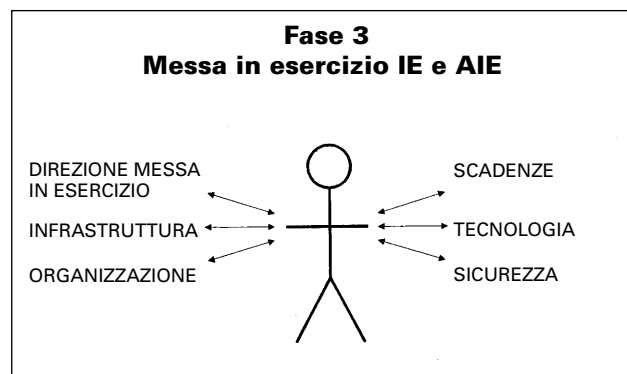 Fase 3
Messa in esercizio IE e AIE
DIREZIONE MESSA
IN ESERCIZIO
INFRASTRUTTURA
ORGANIZZAZIONE
SCADENZE
TECNOLOGIA
SICUREZZA